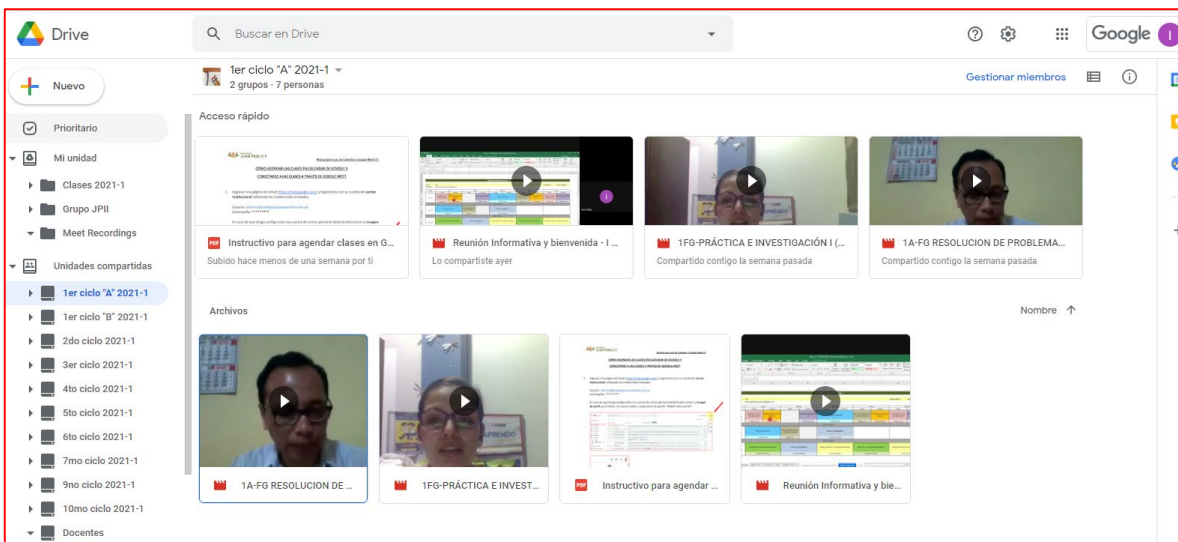 Drive
Buscar en Drive
Google
I
Nuevo
1er ciclo "A" 2021-1
2 grupos · 7 personas
Gestionar miembros
Prioritario
Mi unidad
Clases 2021-1
Grupo JPII
Meet Recordings
Unidades compartidas
1er ciclo "A" 2021-1
1er ciclo "B" 2021-1
2do ciclo 2021-1
3er ciclo 2021-1
4to ciclo 2021-1
5to ciclo 2021-1
6to ciclo 2021-1
7mo ciclo 2021-1
9no ciclo 2021-1
10mo ciclo 2021-1
Docentes
Acceso rápido
PDF Instructivo para agendar clases en G...
Subido hace menos de una semana por ti
Reunión Informativa y bienvenida - I ...
Lo compartiste ayer
1FG-PRÁCTICA E INVESTIGACIÓN I (...
Compartido contigo la semana pasada
1A-FG RESOLUCION DE PROBLEMA...
Compartido contigo la semana pasada
Archivos
Nombre
1A-FG RESOLUCION DE ...
1FG-PRÁCTICA E INVEST...
PDF Instructivo para agendar ...
Reunión Informativa y bie...